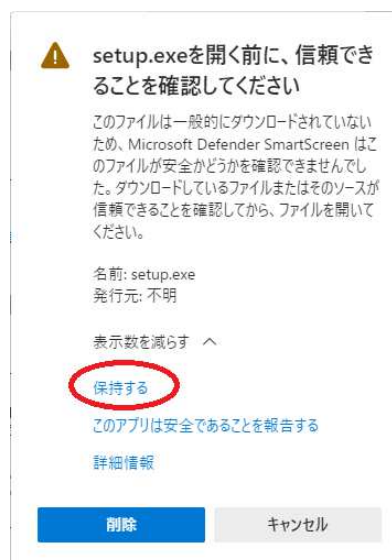 setup.exeを開く前に、信頼でき
ることを確認してください
このファイルは一般的にダウンロードされていない
ため、Microsoft Defender SmartScreen はこ
のファイルが安全かどうかを確認できませんでし
た。ダウンロードしているファイルまたはそのソースが
信頼できることを確認してから、ファイルを開いて
ください。
名前: setup.exe
発行元: 不明
表示数を減らす
保持する
このアプリは安全であることを報告する
詳細情報
削除
キャンセル